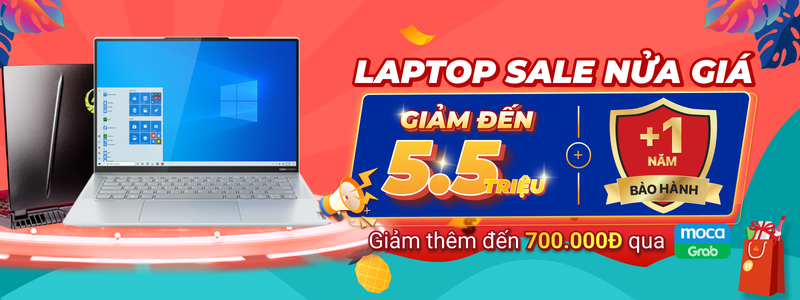 LAPTOP SALE NỬA GIÁ
GIẢM ĐẾN
5.5
TRIỆU
+
+1
NĂM
BẢO HÀNH
Giảm thêm đến 700.000Đ qua
moca
Grab